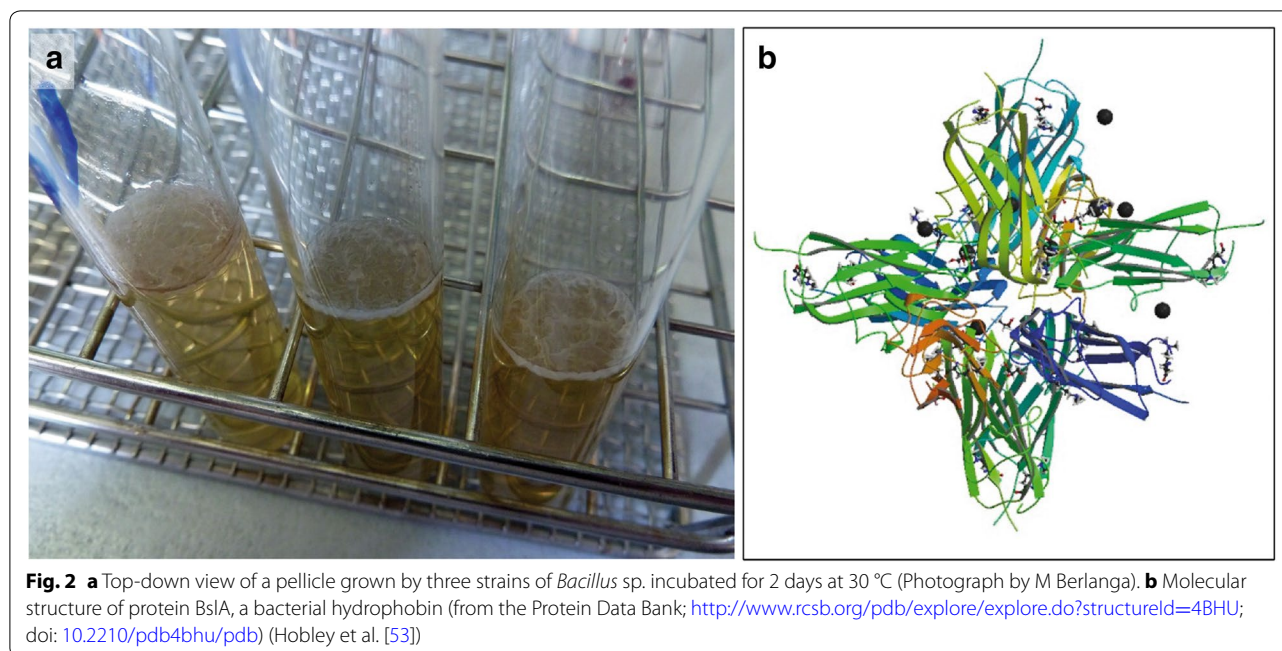 a
b
Fig. 2 a Top-down view of a pellicle grown by three strains of Bacillus sp. incubated for 2 days at 30 °C (Photograph by M Berlanga). b Molecular
structure of protein BslA, a bacterial hydrophobin (from the Protein Data Bank; http://www.rcsb.org/pdb/explore/explore.do?structureId=4BHU;
doi: 10.2210/pdb4bhu/pdb) (Hobley et al. [53])